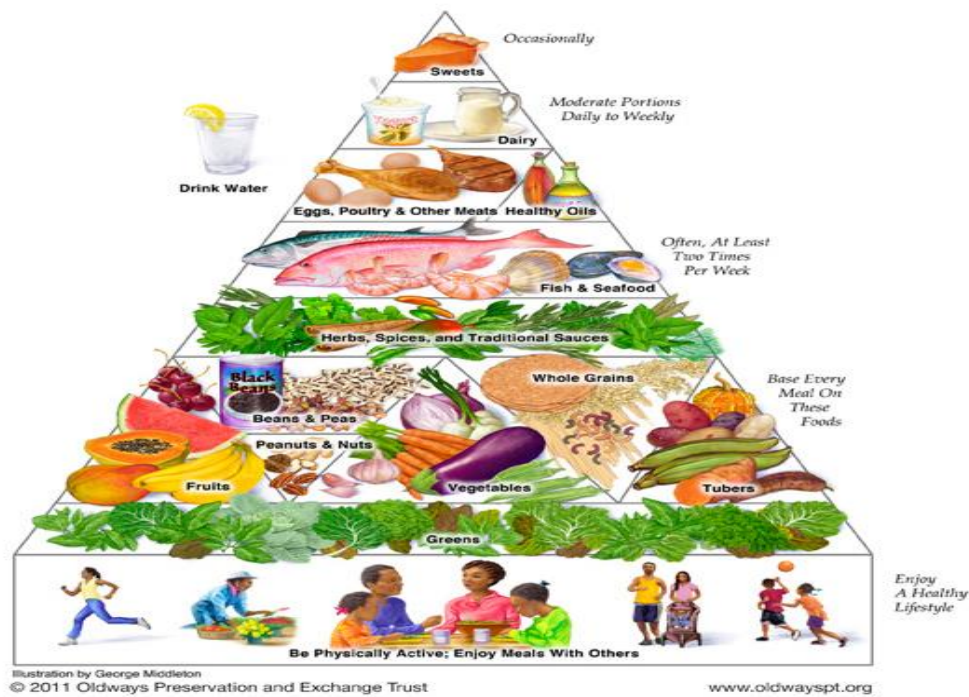 Occasionally
Sweets
Moderate Portions
Daily to Weekly
Dairy
Drink Water
Eggs, Poultry & Other Meats
Healthy Oils
Often, At Least
Two Times
Per Week
Fish & Seafood
Herbs, Spices, and Traditional Sauces
Black
Beans
Whole Grains
Base Every
Meal On
These
Foods
Beans & Peas
Peanuts & Nuts
Fruits
Vegetables
Tubers
Greens
Enjoy
A Healthy
Lifestyle
Be Physically Active; Enjoy Meals With Others
Illustration by George Middleton
© 2011 Oldways Preservation and Exchange Trust
www.oldwayspt.org